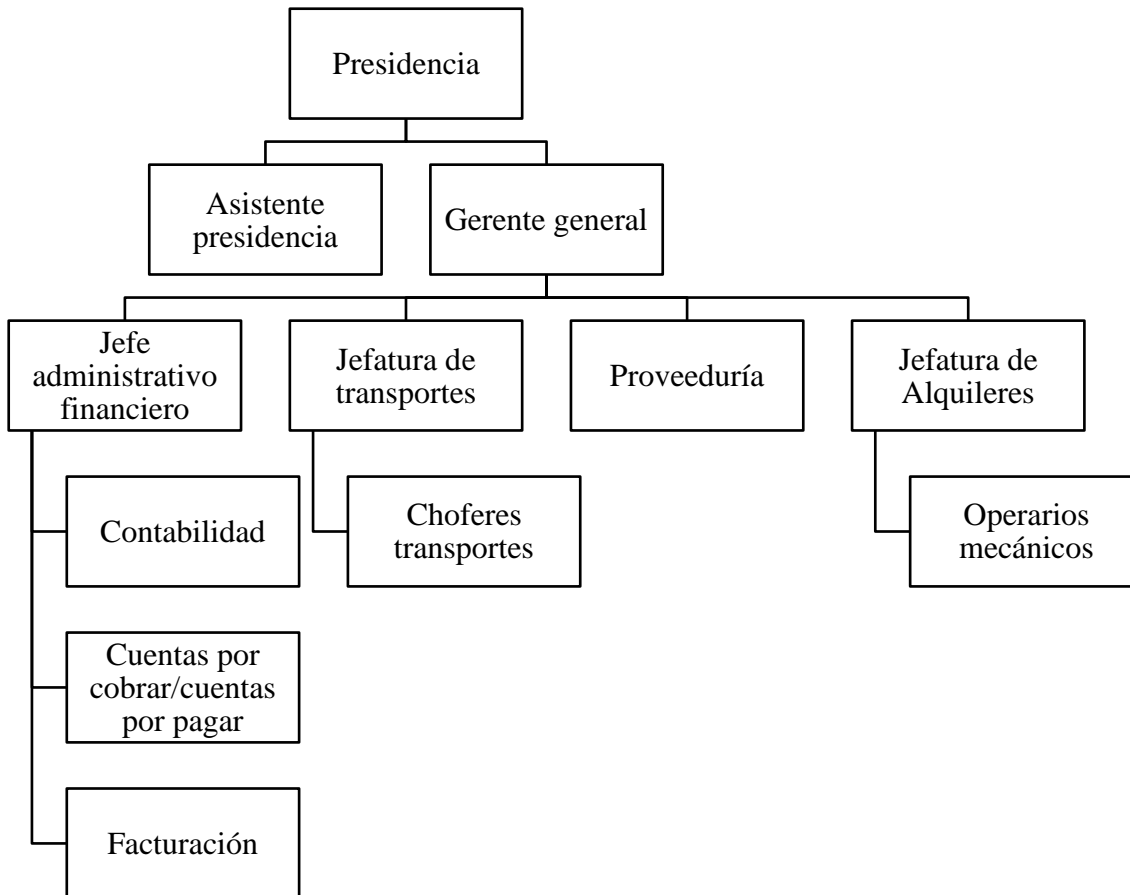 Presidencia
Asistente
presidencia
Gerente general
Jefe
administrativo
financiero
Jefatura de
transportes
Proveeduría
Jefatura de
Alquileres
Contabilidad
Choferes
transportes
Operarios
mecánicos
Cuentas por
cobrar/cuentas
por pagar
Facturación